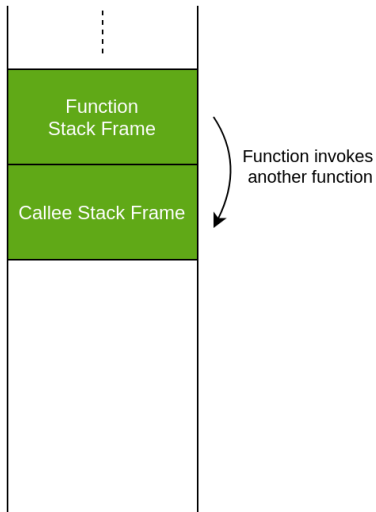 Function
Stack Frame
Function invokes
another function
Callee Stack Frame